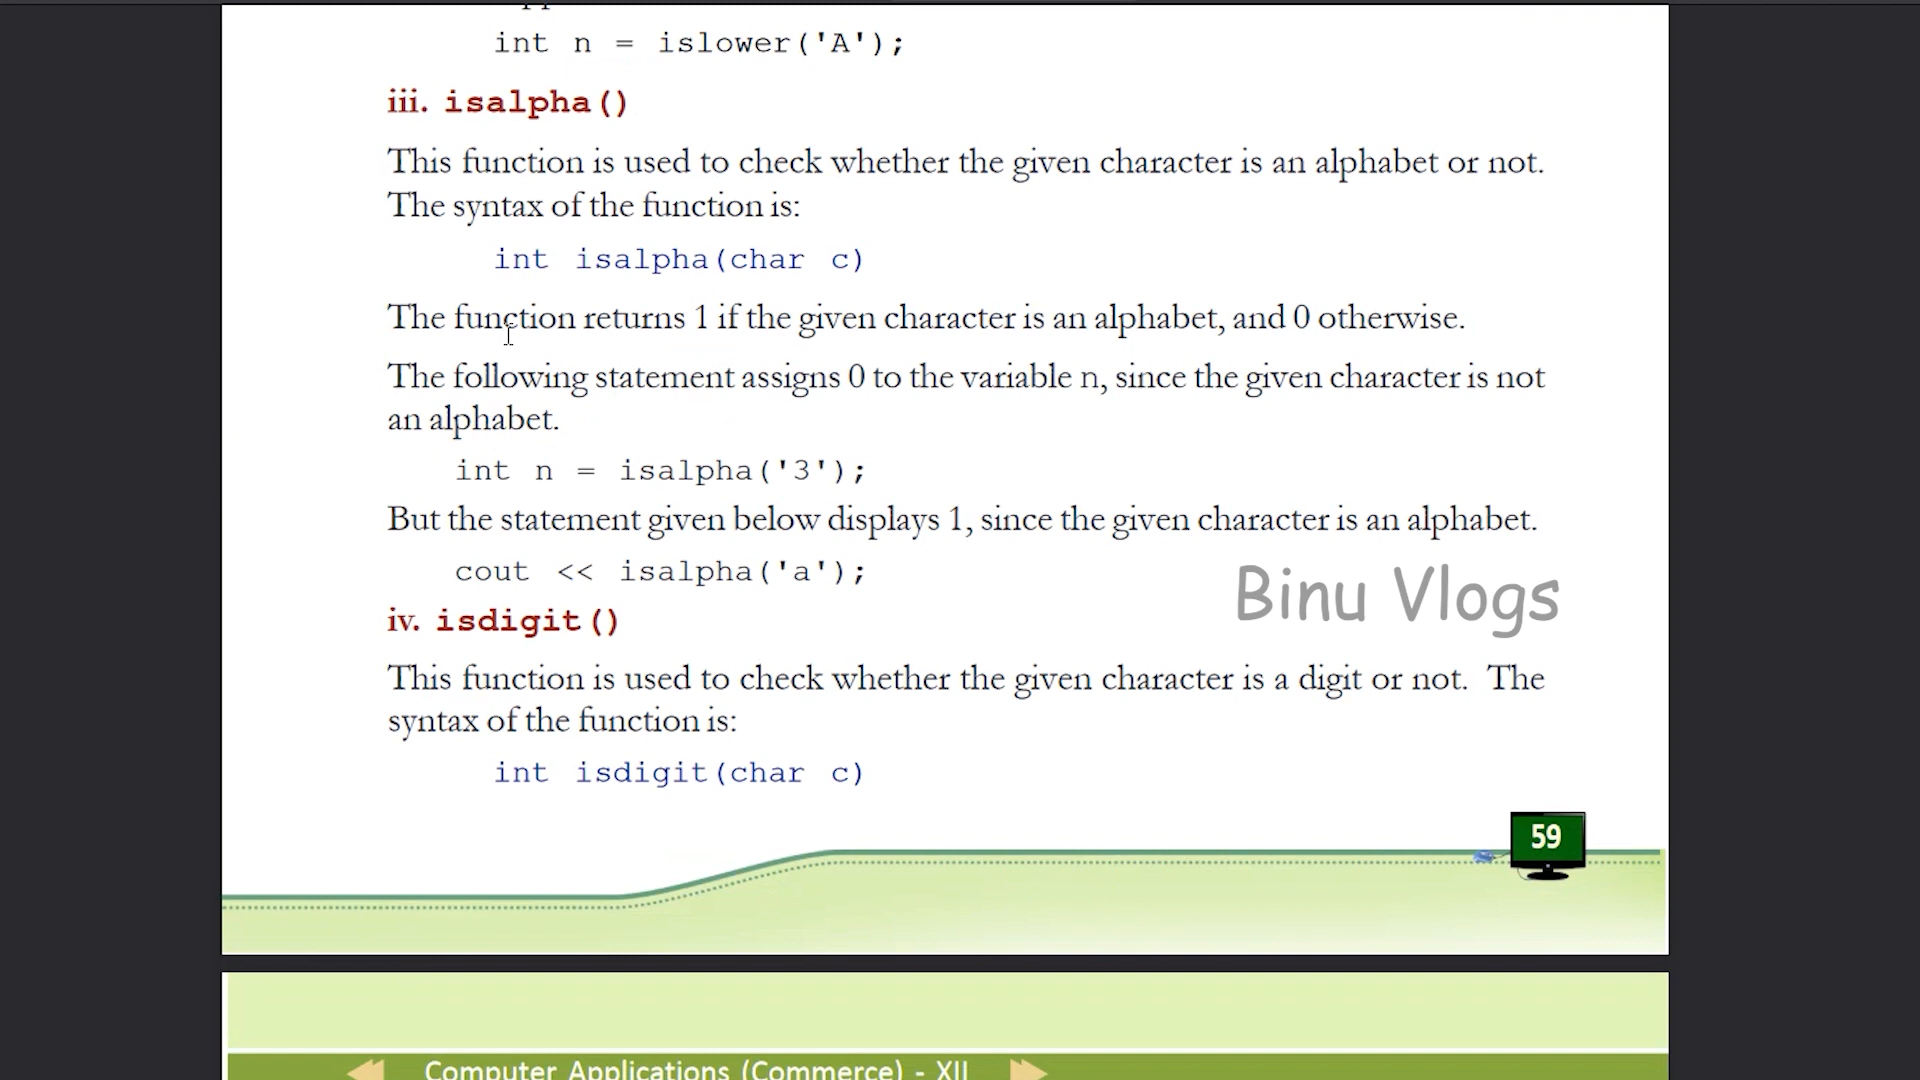 int n = islower('A');
iii. isalpha()
This function is used to check whether the given character is an alphabet or not.
The syntax of the function is:
int isalpha(char c)
The function returns 1 if the given character is an alphabet, and 0 otherwise.
The following statement assigns 0 to the variable n, since the given character is not
an alphabet.
int n = isalpha('3');
But the statement given below displays 1, since the given character is an alphabet.
cout << isalpha('a');
Binu Vlogs
iv. isdigit()
This function is used to check whether the given character is a digit or not. The
syntax of the function is:
int isdigit(char c)
59
Computer Applications (Commerce) - XII